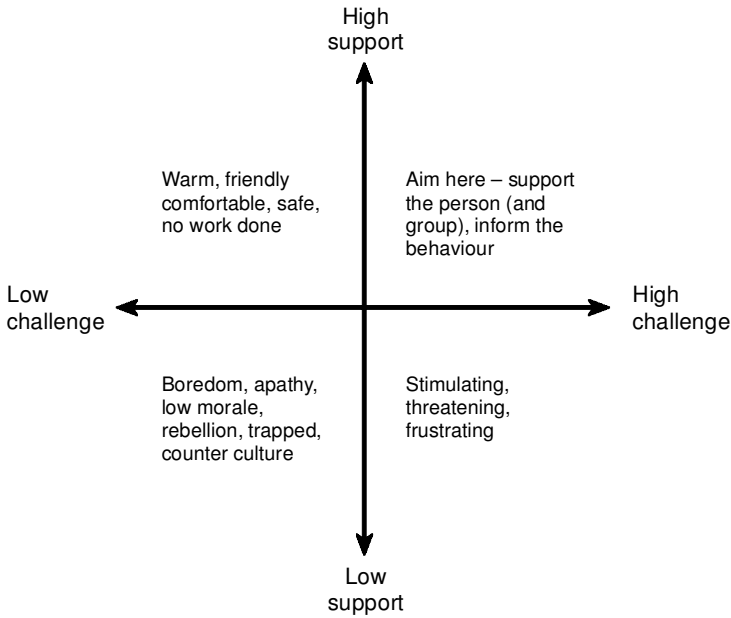 High
support
Warm, friendly
comfortable, safe,
no work done
Aim here – support
the person (and
group), inform the
behaviour
Low
challenge
High
challenge
Boredom, apathy,
low morale,
rebellion, trapped,
counter culture
Stimulating,
threatening,
frustrating
Low
support